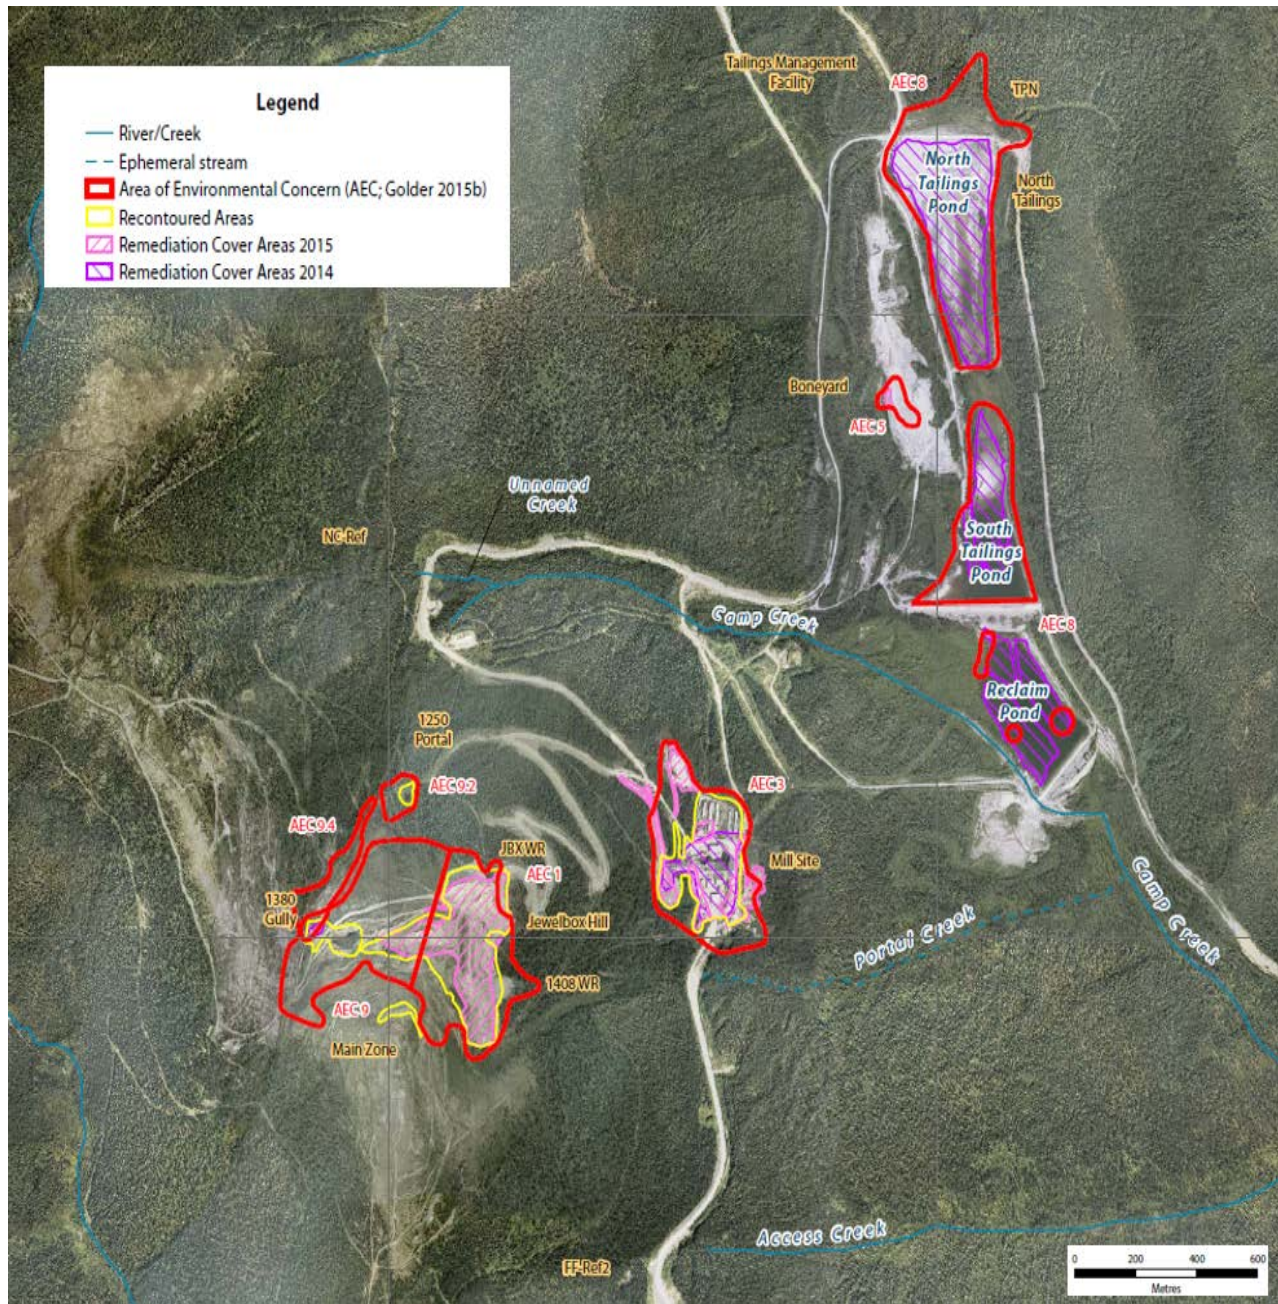 Legend
River/Creek
Ephemeral stream
Area of Environmental Concern (AEC; Golder 2015b)
Recontoured Areas
Remediation Cover Areas 2015
Remediation Cover Areas 2014
Tailings Management
Facility
AEC 8
TPN
North
Tailings
Pond
North
Tailings
Boneyard
AEC 5
Unnamed
Creek
NC-Ref
South
Tailings
Pond
Camp Creek
AEC 8
Reclaim
Pond
1250
Portal
AEC 9.2
AEC 3
AEC 9.4
JBX WR
AEC 1
Mill Site
1380
Gully
Jewelbox Hill
Camp Creek
Portal Creek
1408 WR
AEC 9
Main Zone
Access Creek
FF-Ref2
0 200 400 600
Metres